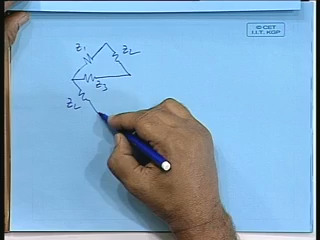 © CET
I.I.T. KGP
Z₁
Z₂
Z₃
Z₂